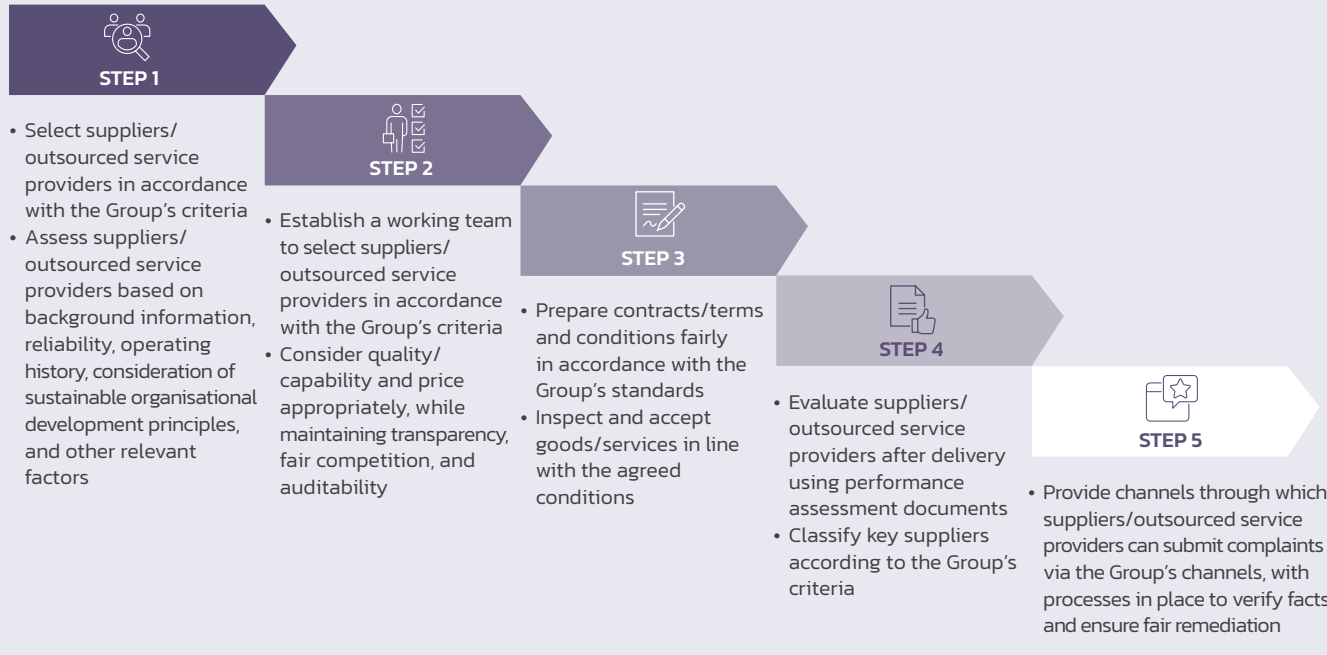 STEP 1
• Select suppliers/
outsourced service
providers in accordance
with the Group's criteria
• Assess suppliers/
outsourced service
providers based on
background information,
reliability, operating
history, consideration of
sustainable organisational
development principles,
and other relevant
factors
STEP 2
• Establish a working team
to select suppliers/
outsourced service
providers in accordance
with the Group's criteria
• Consider quality/
capability and price
appropriately, while
maintaining transparency,
fair competition, and
auditability
STEP 3
• Prepare contracts/terms
and conditions fairly
in accordance with the
Group's standards
• Inspect and accept
goods/services in line
with the agreed
conditions
STEP 4
• Evaluate suppliers/
outsourced service
providers after delivery
using performance
assessment documents
• Classify key suppliers
according to the Group's
criteria
STEP 5
• Provide channels through which
suppliers/outsourced service
providers can submit complaints
via the Group's channels, with
processes in place to verify facts
and ensure fair remediation